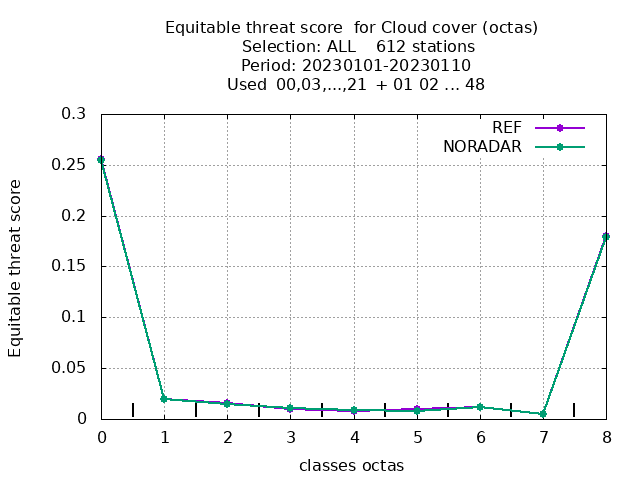 Equitable threat score  for Cloud cover (octas)
Selection: ALL    612 stations
Period: 20230101-20230110
Used  00,03,...,21  + 01 02 ... 48
REF
NORADAR
0.3
0.25
0.2
0.15
0.1
0.05
0
Equitable threat score
0 1 2 3 4 5 6 7 8
classes octas